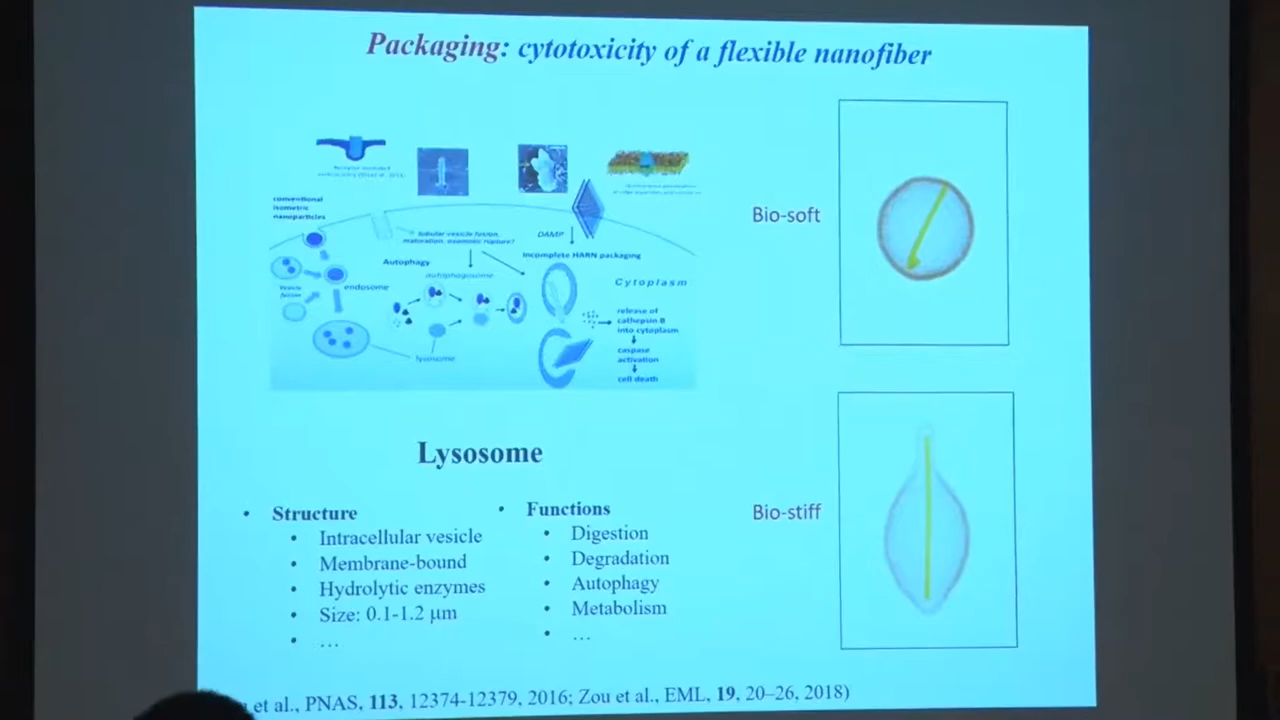 Packaging: cytotoxicity of a flexible nanofiber
conventional
isometric
nanoparticles
tubular vesicle fusion,
maturation, endosomal rupture?
DAMP
Incomplete HARN packaging
Autophagy
autophagosome
Cytoplasm
Vesicle
fusion
endosome
release of
cathepsin B
into cytoplasm
caspase
activation
cell death
lysosome
Bio-soft
Bio-stiff
Lysosome
• Structure
• Intracellular vesicle
• Membrane-bound
• Hydrolytic enzymes
• Size: 0.1-1.2 μm
• …
• Functions
• Digestion
• Degradation
• Autophagy
• Metabolism
• …
et al., PNAS, 113, 12374-12379, 2016; Zou et al., EML, 19, 20–26, 2018)